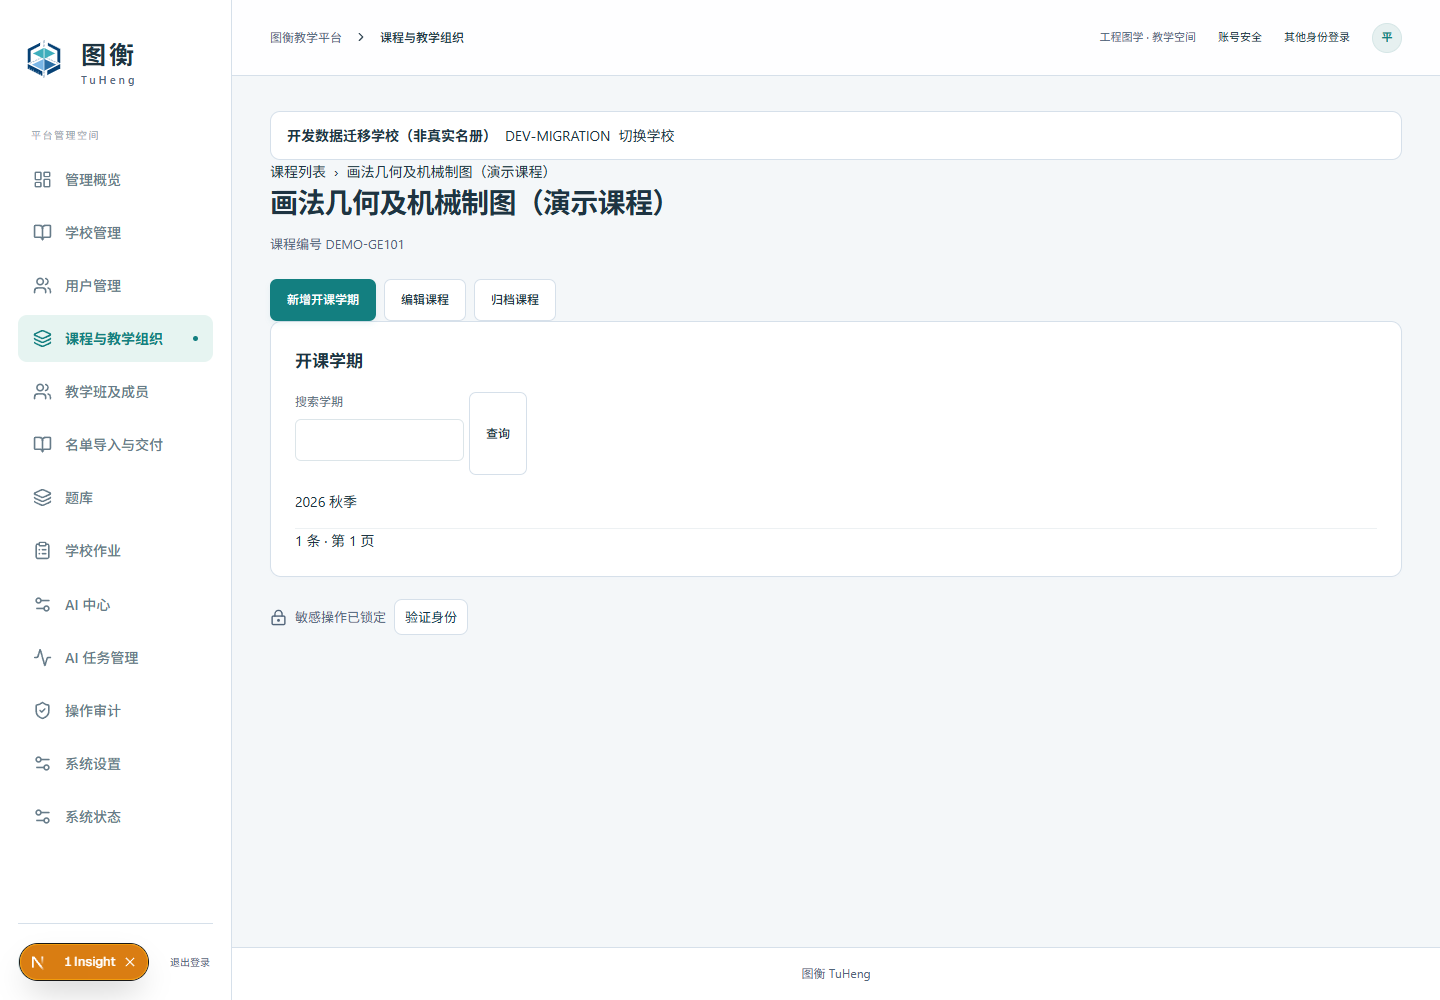 图衡
TuHeng
平台管理空间
管理概览
学校管理
用户管理
课程与教学组织
教学班及成员
名单导入与交付
题库
学校作业
AI 中心
AI 任务管理
操作审计
系统设置
系统状态
1 Insight
退出登录
图衡教学平台 > 课程与教学组织
工程图学 · 教学空间 账号安全 其他身份登录 平
开发数据迁移学校（非真实名册） DEV-MIGRATION 切换学校
课程列表 › 画法几何及机械制图（演示课程）
画法几何及机械制图（演示课程）
课程编号 DEMO-GE101
新增开课学期 编辑课程 归档课程
开课学期
搜索学期
查询
2026 秋季
1 条 · 第 1 页
敏感操作已锁定 验证身份
图衡 TuHeng